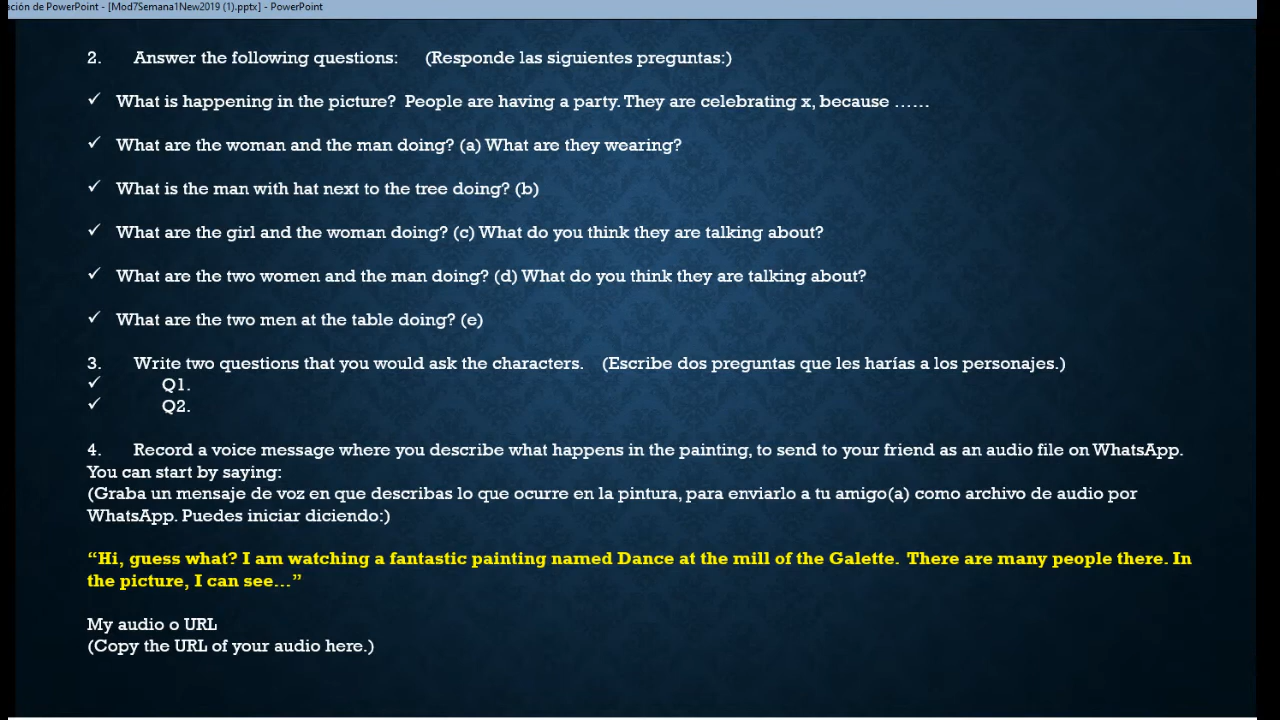 ación de PowerPoint - [Mod7Semana1New2019 (1).pptx] - PowerPoint
2. Answer the following questions: (Responde las siguientes preguntas:)
✓ What is happening in the picture? People are having a party. They are celebrating x, because ......
✓ What are the woman and the man doing? (a) What are they wearing?
✓ What is the man with hat next to the tree doing? (b)
✓ What are the girl and the woman doing? (c) What do you think they are talking about?
✓ What are the two women and the man doing? (d) What do you think they are talking about?
✓ What are the two men at the table doing? (e)
3. Write two questions that you would ask the characters. (Escribe dos preguntas que les harías a los personajes.)
✓ Q1.
✓ Q2.
4. Record a voice message where you describe what happens in the painting, to send to your friend as an audio file on WhatsApp.
You can start by saying:
(Graba un mensaje de voz en que describas lo que ocurre en la pintura, para enviarlo a tu amigo(a) como archivo de audio por
WhatsApp. Puedes iniciar diciendo:)
“Hi, guess what? I am watching a fantastic painting named Dance at the mill of the Galette. There are many people there. In
the picture, I can see...”
My audio o URL
(Copy the URL of your audio here.)